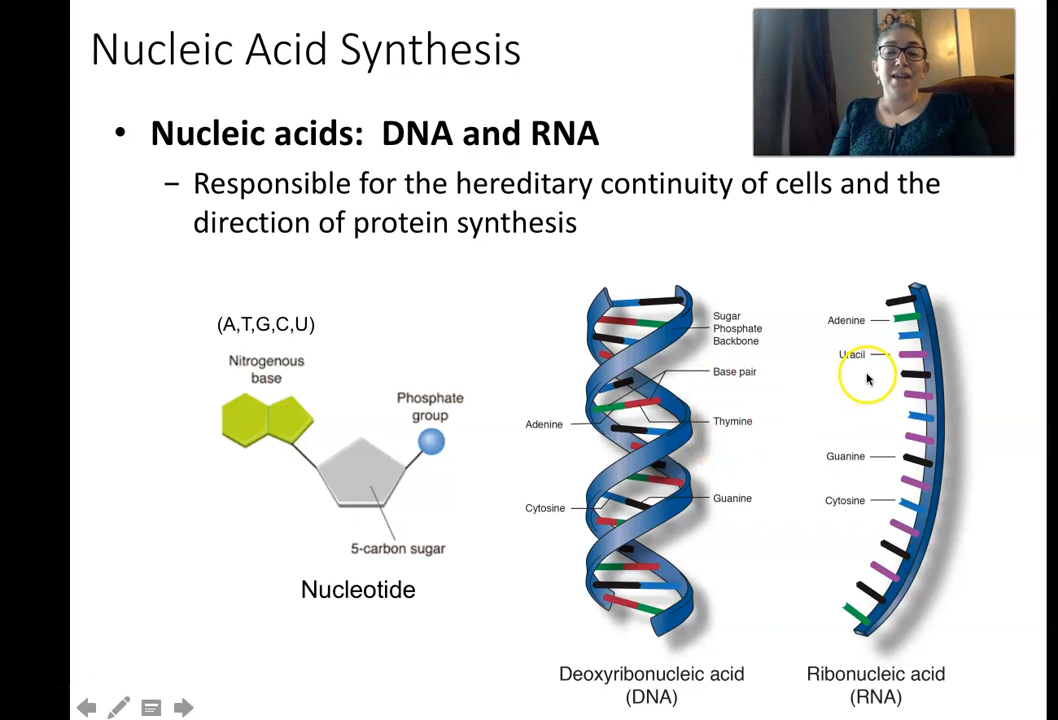 Nucleic Acid Synthesis
• Nucleic acids: DNA and RNA
– Responsible for the hereditary continuity of cells and the
direction of protein synthesis
(A,T,G,C,U)
Nitrogenous
base
Phosphate
group
5-carbon sugar
Nucleotide
Sugar
Phosphate
Backbone
Base pair
Adenine
Thymine
Cytosine
Guanine
Deoxyribonucleic acid
(DNA)
Adenine
Uracil
Guanine
Cytosine
Ribonucleic acid
(RNA)